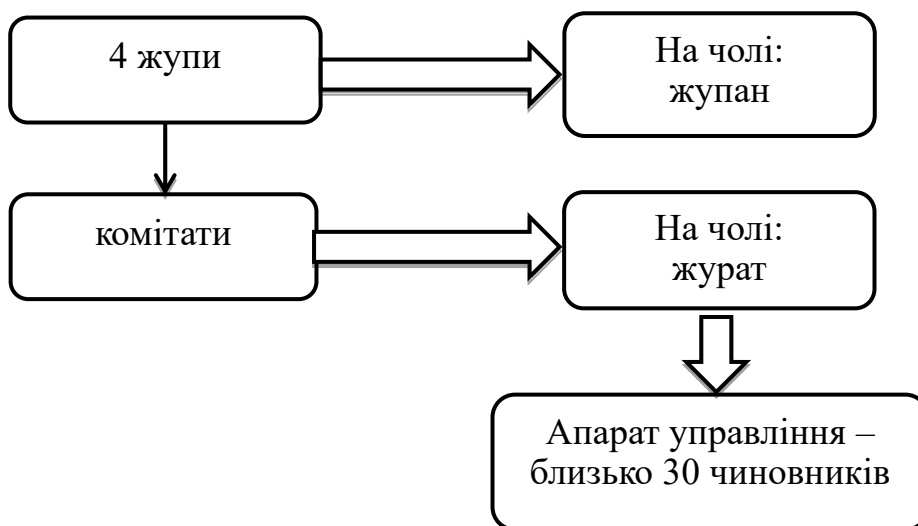 4 жупи
На чолі:
жупан
комітати
На чолі:
журат
Апарат управління –
близько 30 чиновників